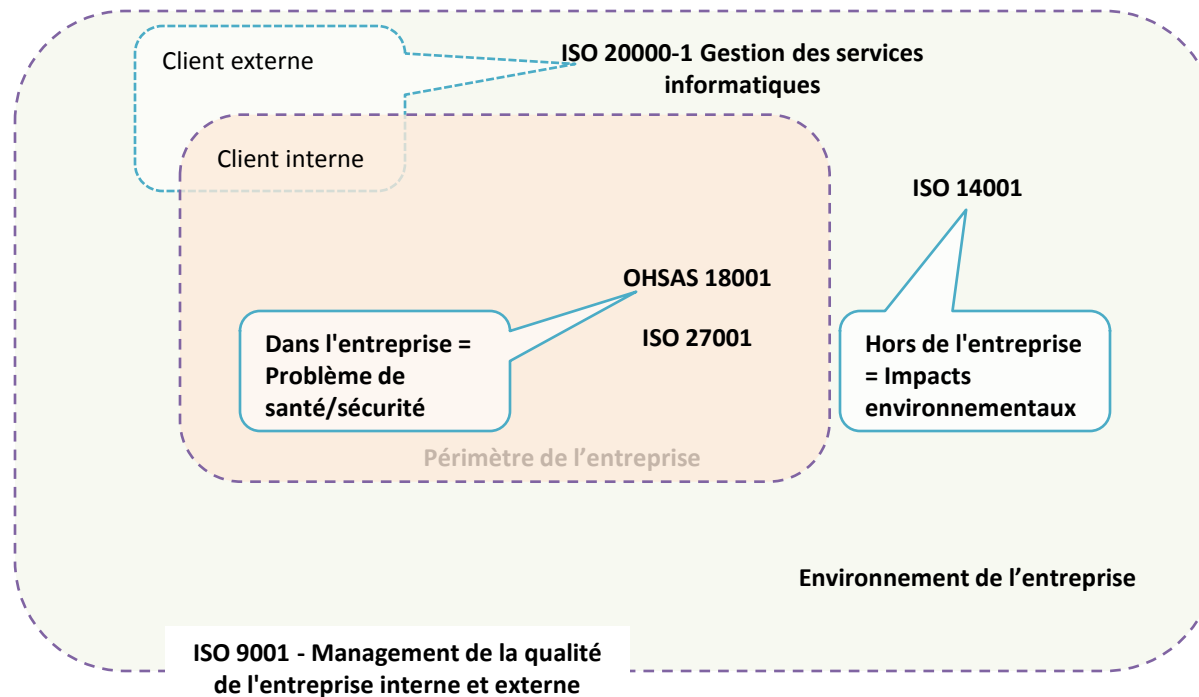 Client externe
ISO 20000-1 Gestion des services
informatiques
Client interne
ISO 14001
OHSAS 18001
ISO 27001
Dans l'entreprise =
Problème de
santé/sécurité
Hors de l'entreprise
= Impacts
environnementaux
Périmètre de l’entreprise
Environnement de l’entreprise
ISO 9001 - Management de la qualité
de l'entreprise interne et externe